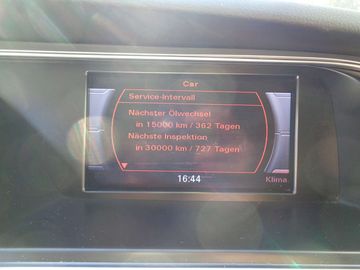 Car
Service-Intervall
Nächster Ölwechsel
in 15000 km / 362 Tagen
Nächste Inspektion
in 30000 km / 727 Tagen
16:44
Klima